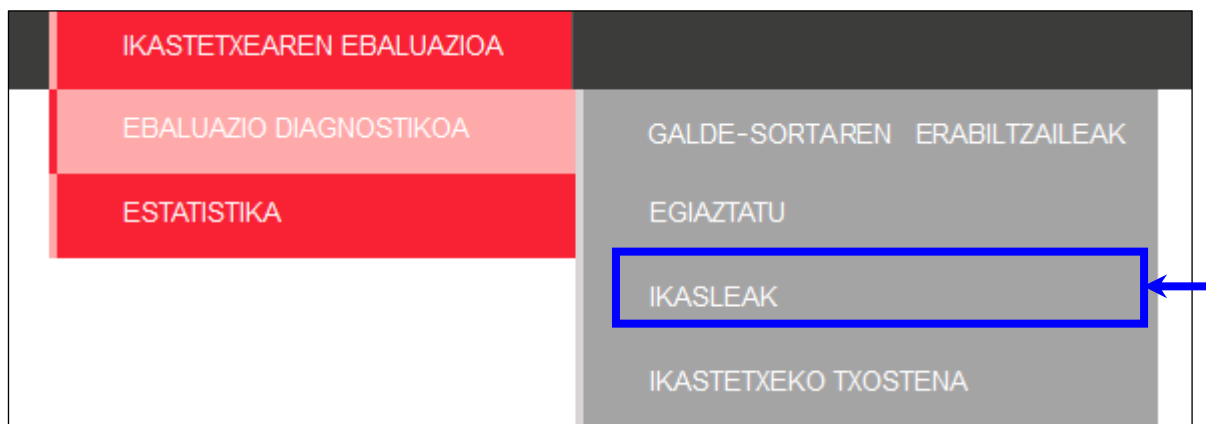 IKASTETXEAREN EBALUAZIOA
EBALUAZIO DIAGNOSTIKOA
ESTATISTIKA
GALDE-SORTAREN ERABILTZAILEAK
EGIAZTATU
IKASLEAK
IKASTETXEKO TXOSTENA